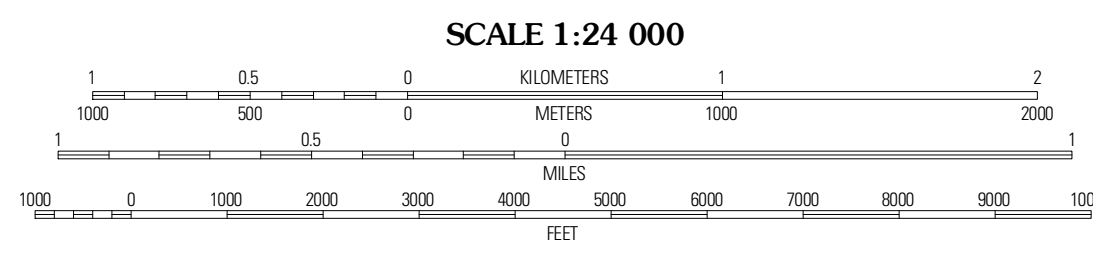 SCALE 1:24 000
1 0.5 0 KILOMETERS 1 2
1000 500 0 METERS 1000 2000
1 0.5 0 1
MILES
1000 0 1000 2000 3000 4000 5000 6000 7000 8000 9000 100
FEET